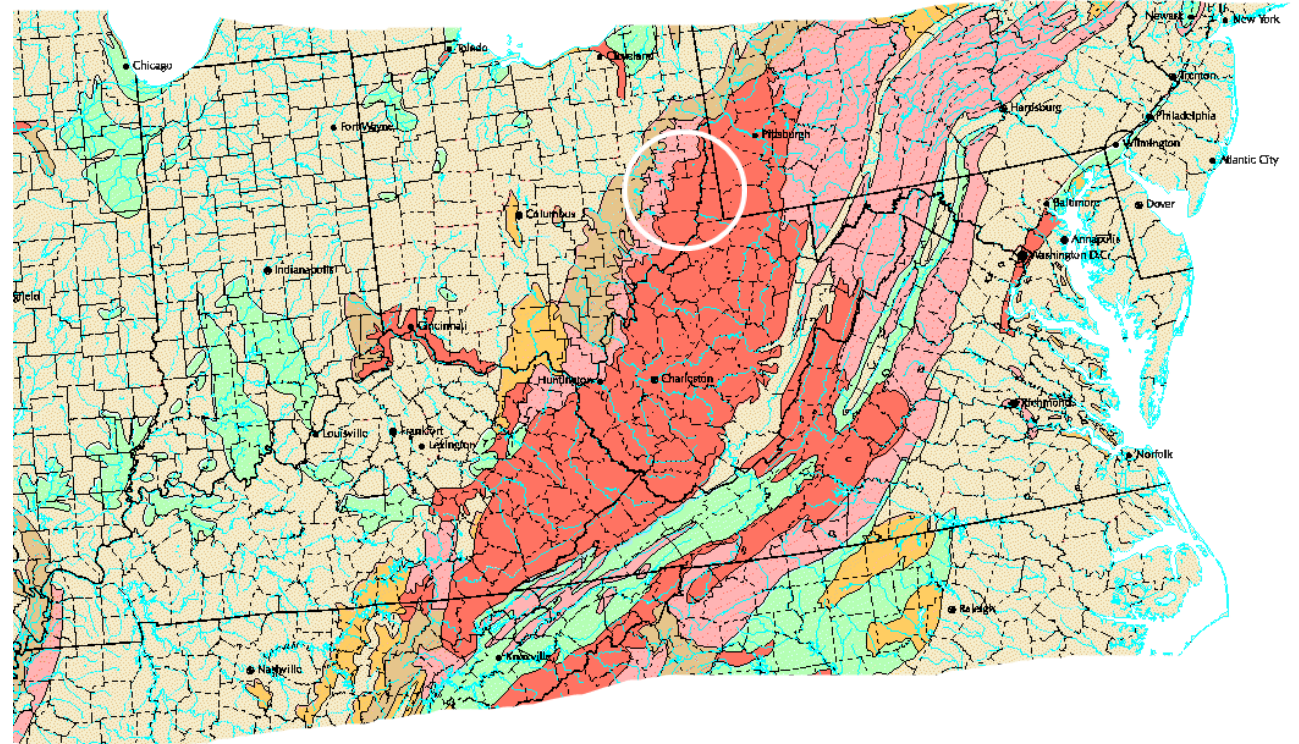 Newark
New York
Toledo
Cleveland
Chicago
Trenton
Harrisburg
Pittsburgh
Philadelphia
Fort Wayne
Wilmington
Atlantic City
Baltimore
Dover
Columbus
Annapolis
Washington D.C.
Indianapolis
gfield
Cincinnati
Huntington
Charleston
Richmond
Louisville
Frankfort
Lexington
Norfolk
c
Raleigh
Knoxville
Nashville